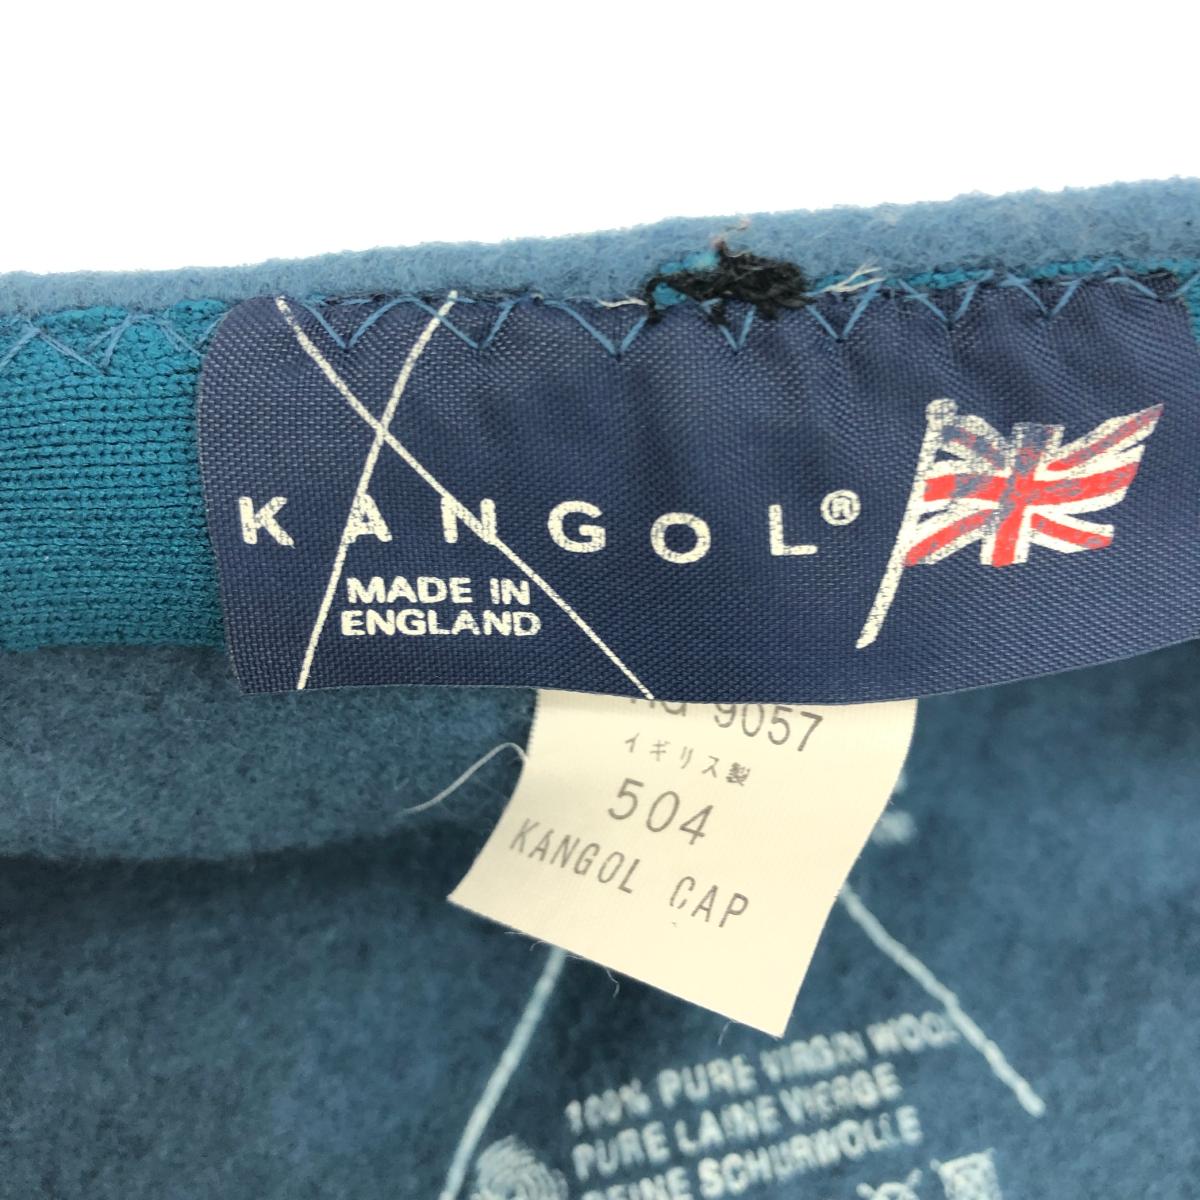 KANGOL®
MADE IN
ENGLAND
9057
イギリス製
504
KANGOL CAP
100% PURE VIRGIN WOOL
PURE LAINE VIERGE
REINE SCHURWOLLE